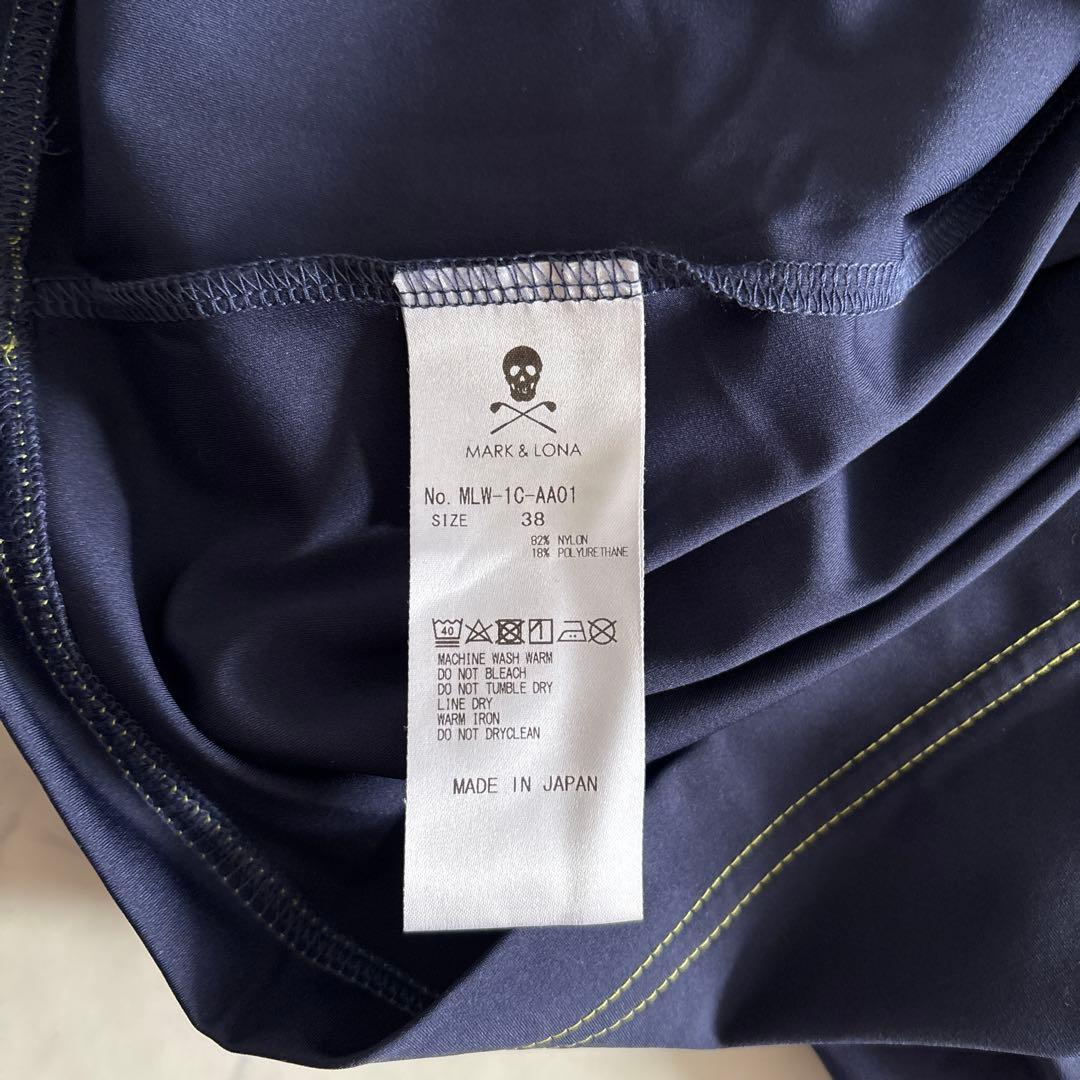 MARK & LONA
No. MLW-1C-AA01
SIZE 38
82% NYLON
18% POLYURETHANE
40
MACHINE WASH WARM
DO NOT BLEACH
DO NOT TUMBLE DRY
LINE DRY
WARM IRON
DO NOT DRYCLEAN
MADE IN JAPAN